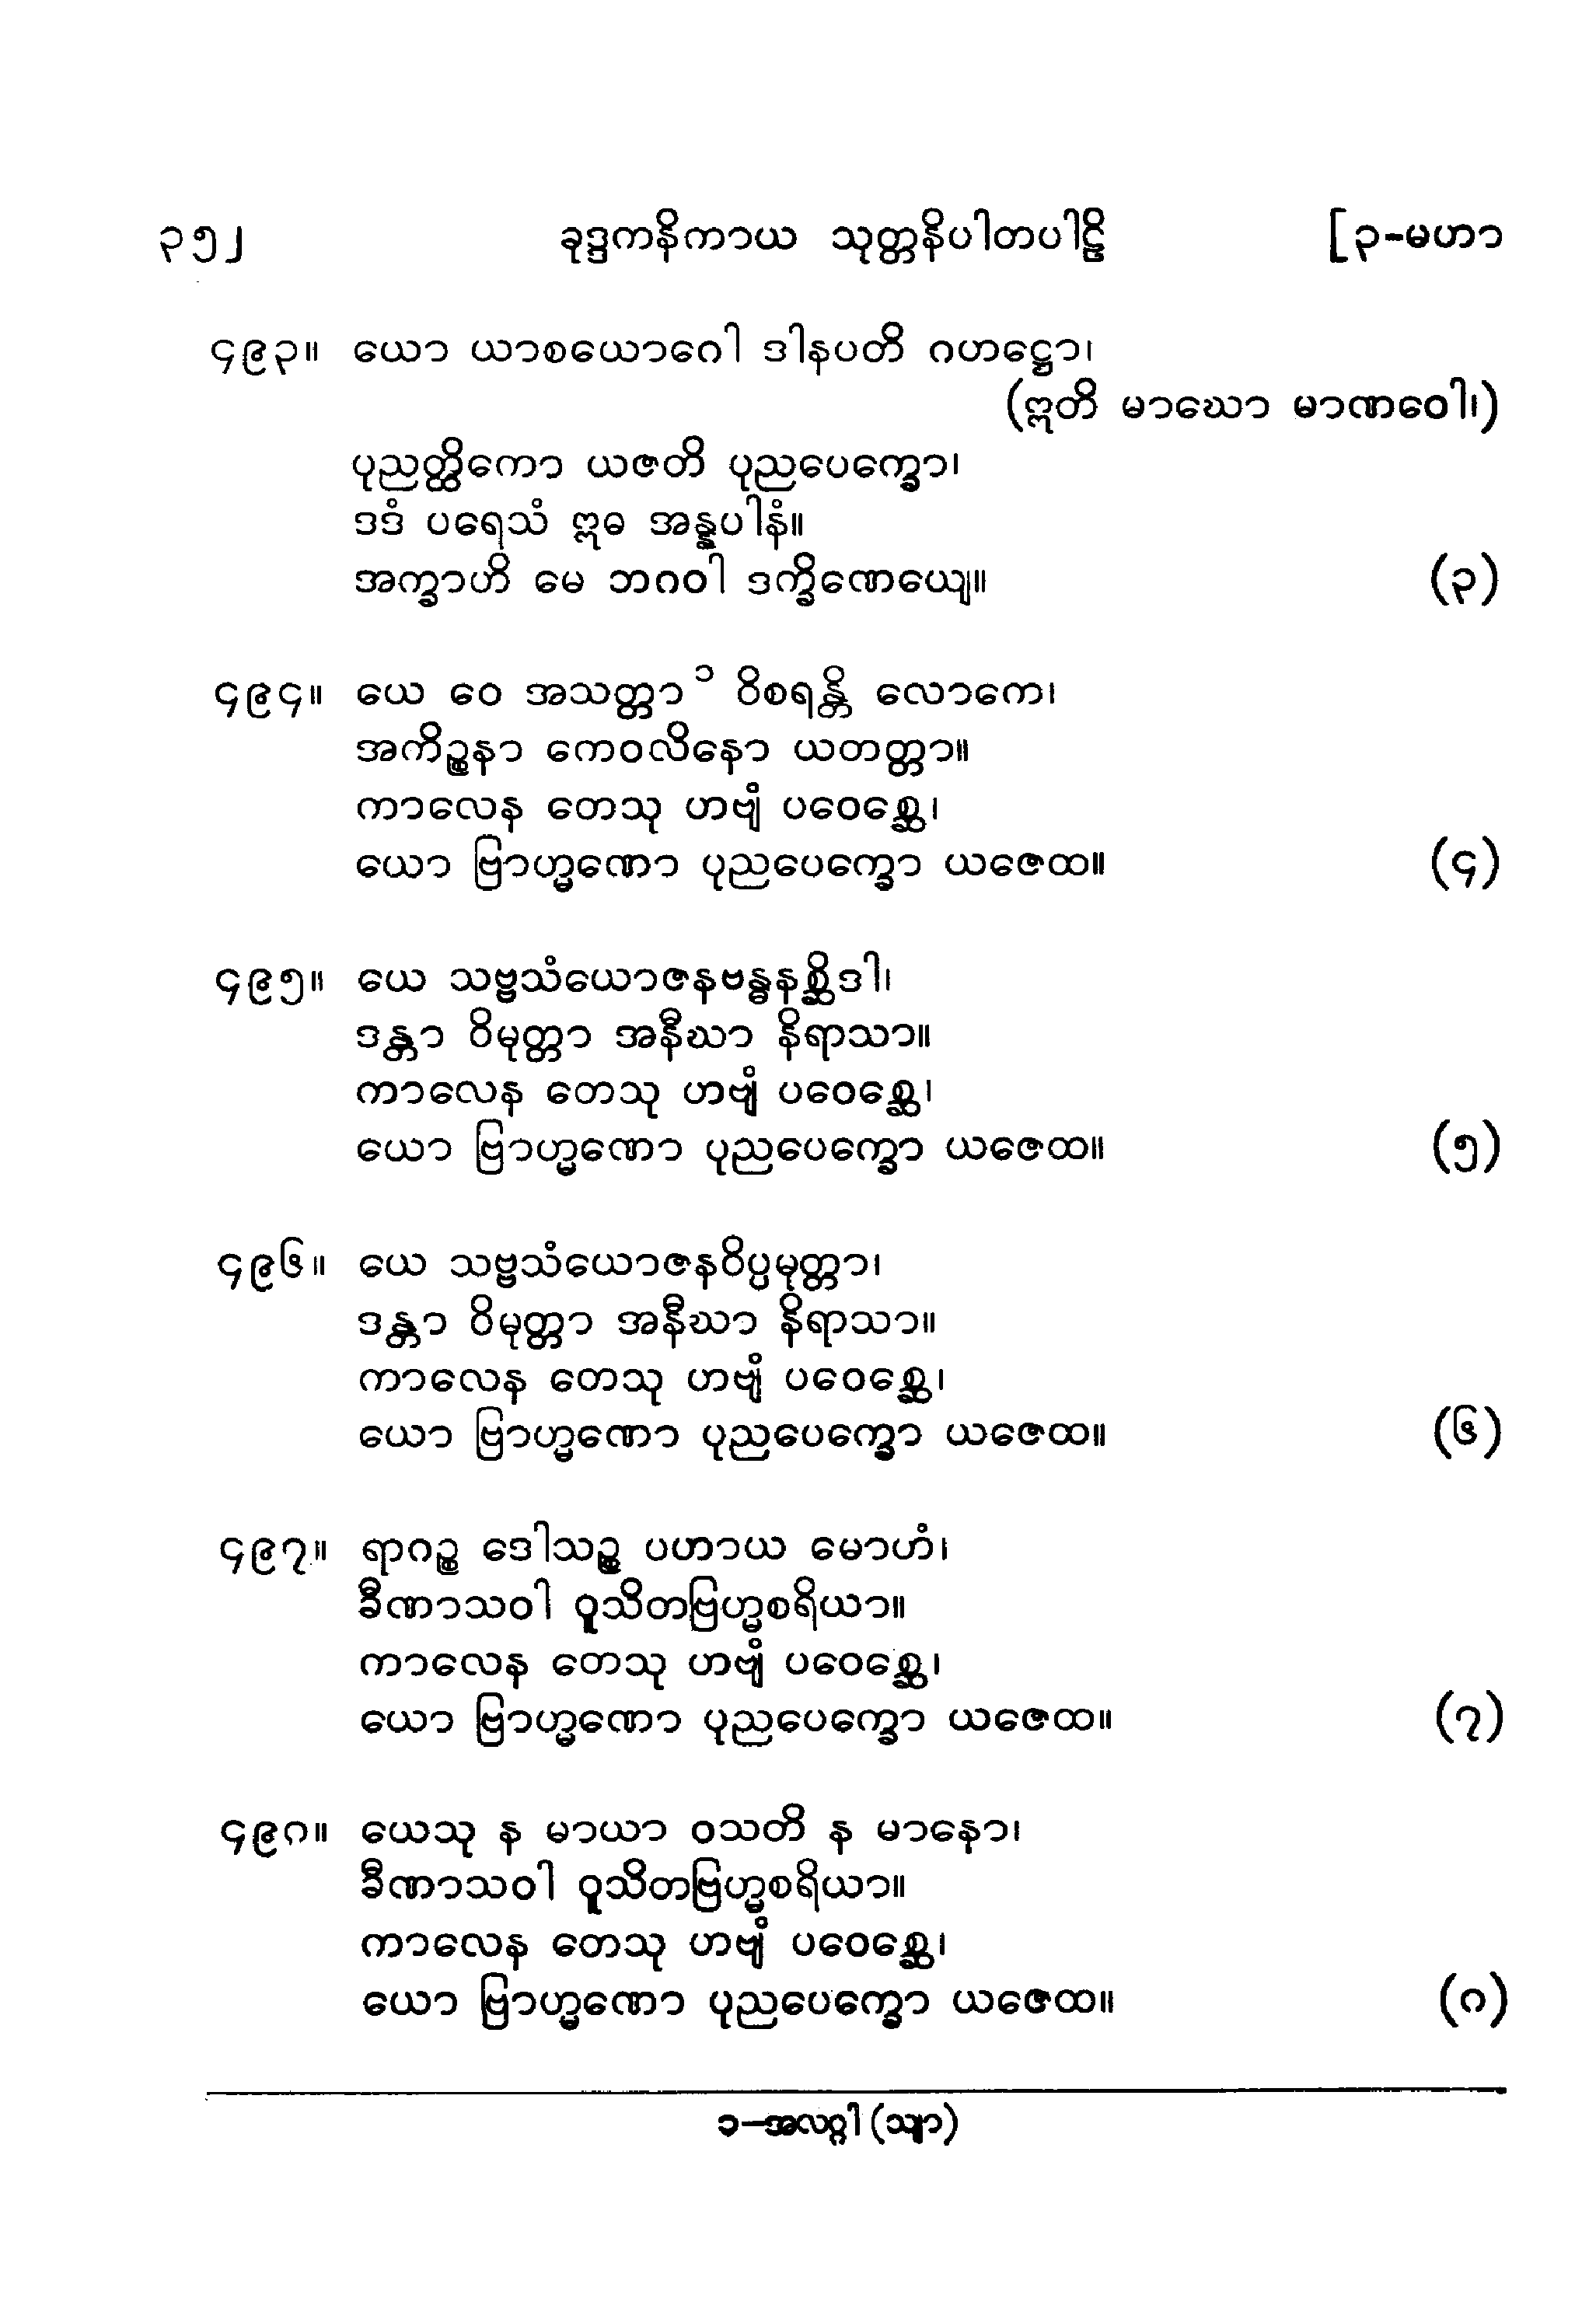 ၃၅၂ ခုဒ္ဒကနိကာယ သုတ္တနိပါတပါဠိ [၃-မဟာ
၄၉၃။ ယော ယာစယောဂေါ ဒါနပတိ ဂဟဋ္ဌော၊
(ဣတိ မာဃော မာဏဝေါ၊)
ပုညတ္ထိကော ယဇတိ ပုညပေက္ခော၊
ဒဒံ ပရေသံ ဣဓ အန္နပါနံ။
အက္ခာဟိ မေ ဘဂဝါ ဒက္ခိဏေယျေ။ (၃)
၄၉၄။ ယေ ဝေ အသတ္တာ ၁ ဝိစရန္တိ လောကေ၊
အကိဉ္စနာ ကေဝလိနော ယတတ္တာ။
ကာလေန တေသု ဟဗျံ ပဝေစ္ဆေ၊
ယော ဗြာဟ္မဏော ပုညပေက္ခော ယဇေထ။ (၄)
၄၉၅။ ယေ သဗ္ဗသံယောဇနဗန္ဓနစ္ဆိဒါ၊
ဒန္တာ ဝိမုတ္တာ အနီဃာ နိရာသာ။
ကာလေန တေသု ဟဗျံ ပဝေစ္ဆေ၊
ယော ဗြာဟ္မဏော ပုညပေက္ခော ယဇေထ။ (၅)
၄၉၆။ ယေ သဗ္ဗသံယောဇနဝိပ္ပမုတ္တာ၊
ဒန္တာ ဝိမုတ္တာ အနီဃာ နိရာသာ။
ကာလေန တေသု ဟဗျံ ပဝေစ္ဆေ၊
ယော ဗြာဟ္မဏော ပုညပေက္ခော ယဇေထ။ (၆)
၄၉၇။ ရာဂဉ္စ ဒေါသဉ္စ ပဟာယ မောဟံ၊
ခီဏာသဝါ ဝူသိတဗြဟ္မစရိယာ။
ကာလေန တေသု ဟဗျံ ပဝေစ္ဆေ၊
ယော ဗြာဟ္မဏော ပုညပေက္ခော ယဇေထ။ (၇)
၄၉၈။ ယေသု န မာယာ ဝသတိ န မာနော၊
ခီဏာသဝါ ဝူသိတဗြဟ္မစရိယာ။
ကာလေန တေသု ဟဗျံ ပဝေစ္ဆေ၊
ယော ဗြာဟ္မဏော ပုညပေက္ခော ယဇေထ။ (၈)
၁-အလဂ္ဂါ (သျာ)